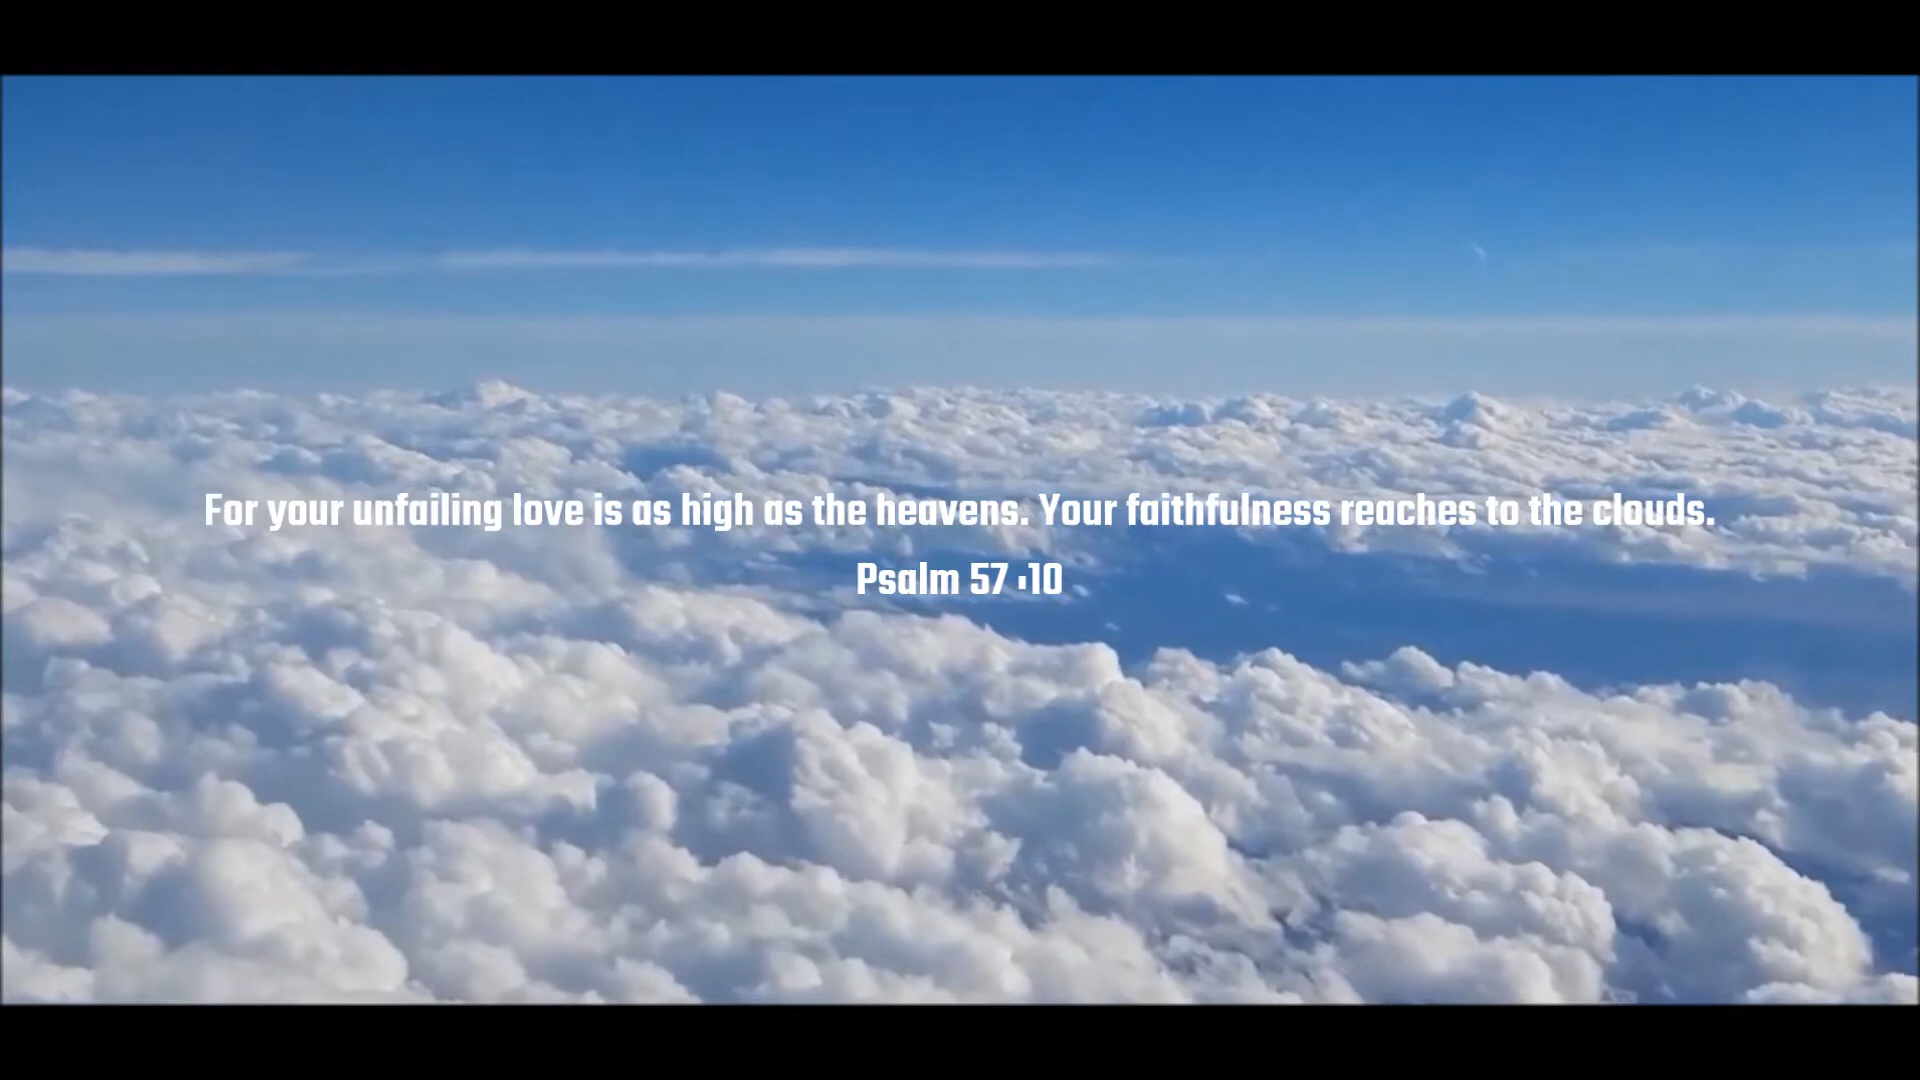 For your unfailing love is as high as the heavens. Your faithfulness reaches to the clouds.
Psalm 57 :10